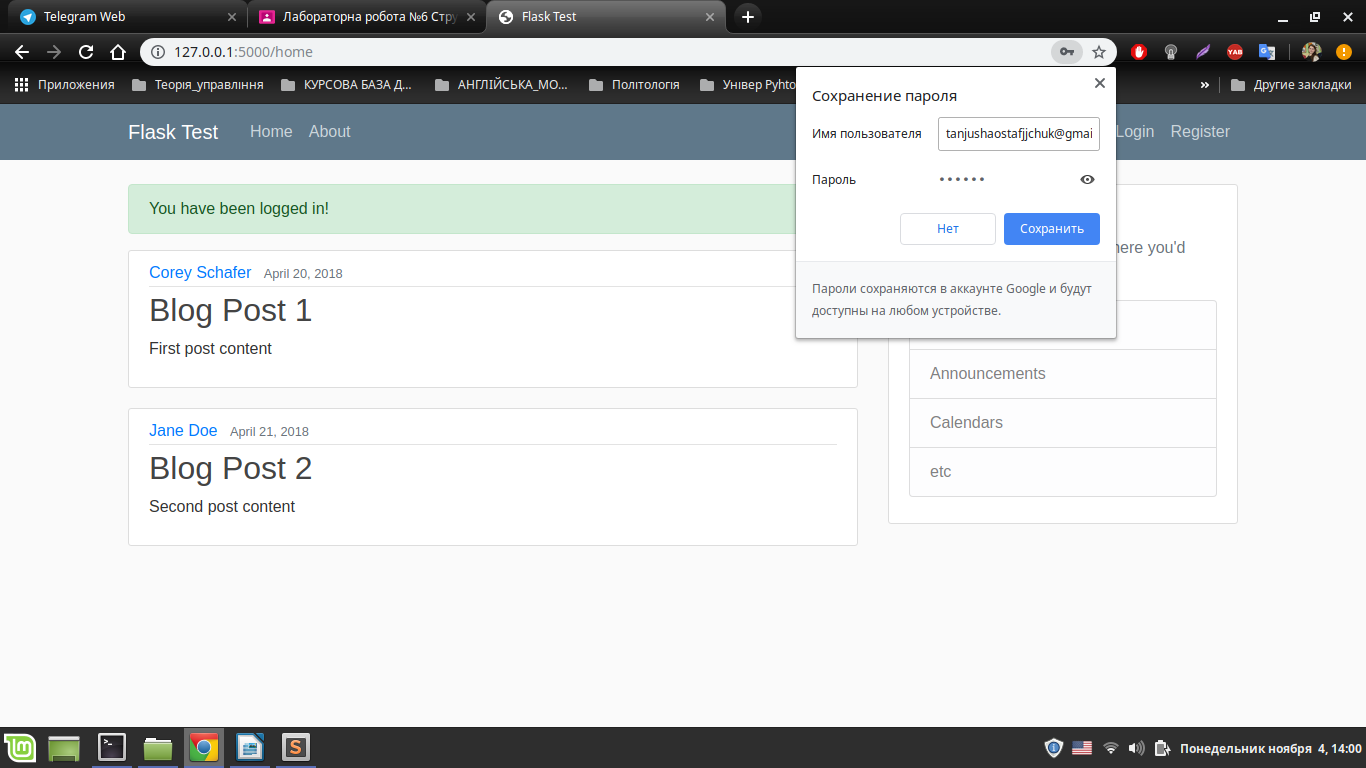 Telegram Web
Лабораторна робота №6 Стру
Flask Test
127.0.0.1:5000/home
YAB
Приложения
Теорія_управління
КУРСОВА БАЗА Д...
АНГЛІЙСЬКА_МО...
Політологія
Універ Pyhto
»
Другие закладки
Flask Test
Home
About
Login
Register
Сохранение пароля
Имя пользователя
tanjushaostafjjchuk@gmai
Пароль
••••••
Нет
Сохранить
Пароли сохраняются в аккаунте Google и будут
доступны на любом устройстве.
You have been logged in!
Corey Schafer April 20, 2018
Blog Post 1
First post content
Jane Doe April 21, 2018
Blog Post 2
Second post content
here you'd
Announcements
Calendars
etc
Понедельник ноября 4, 14:00